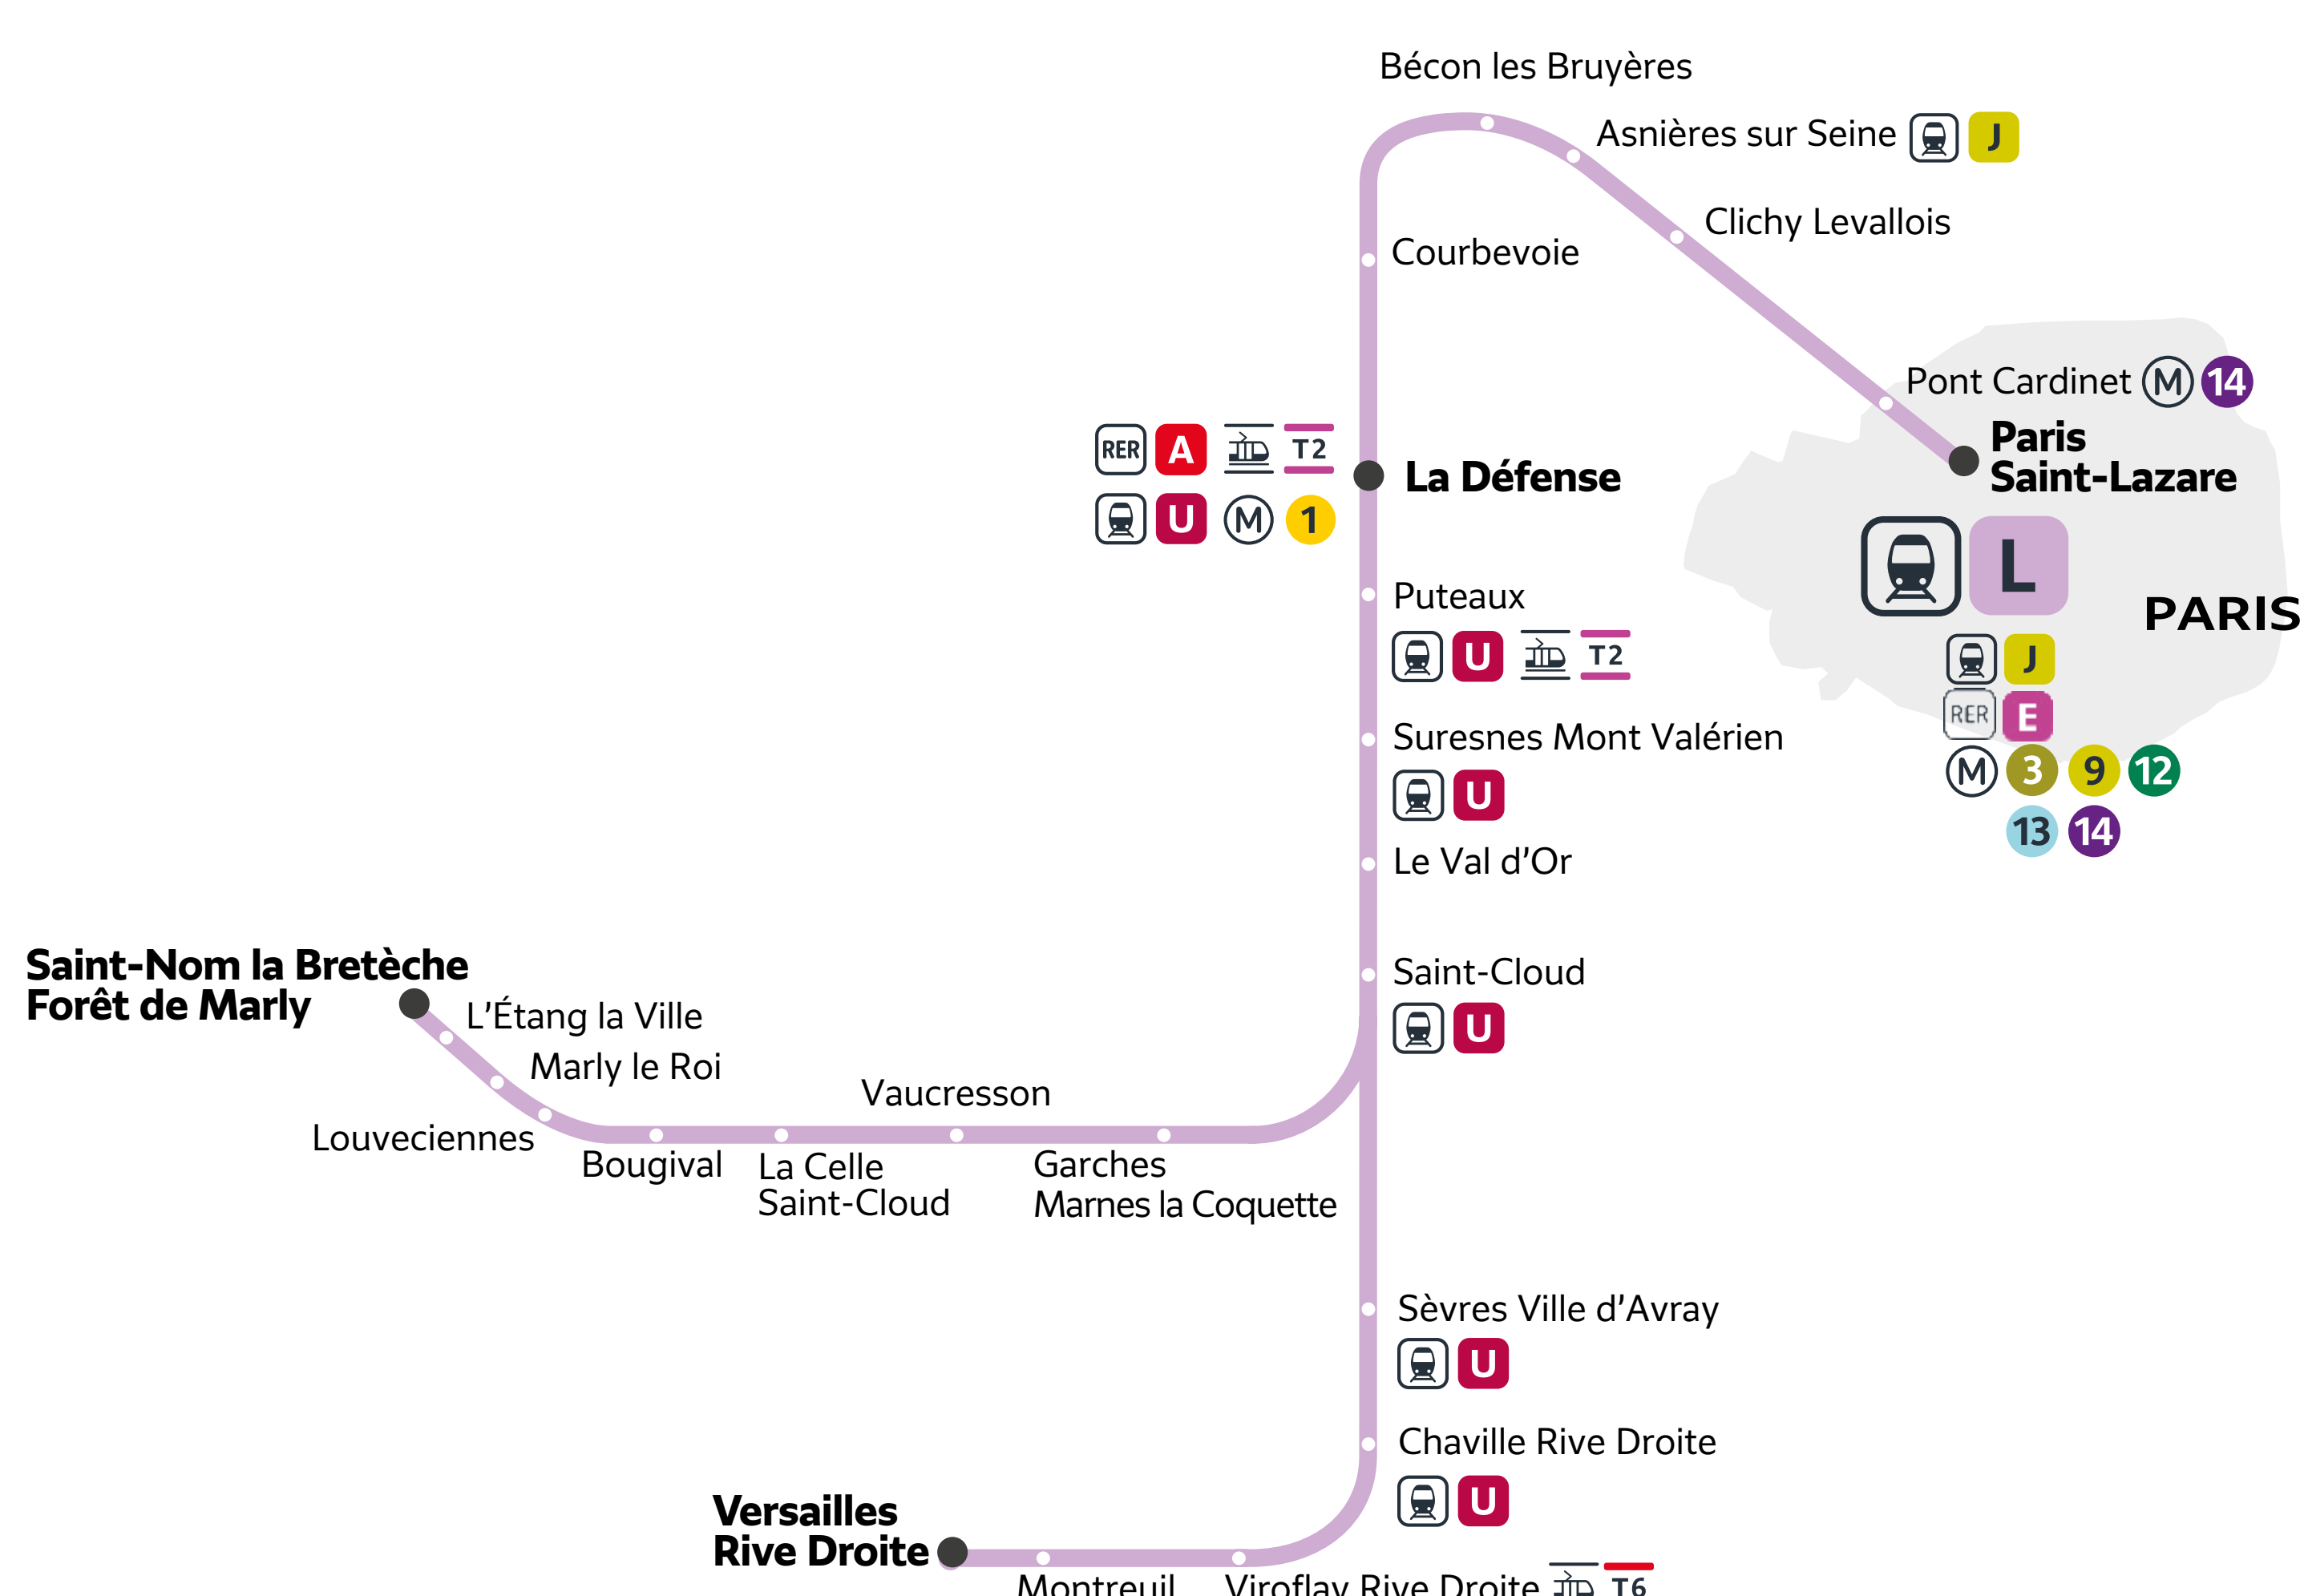 Bécon les Bruyères
Asnières sur Seine J
Clichy Levallois
Courbevoie
Pont Cardinet M 14
Paris
Saint-Lazare
RER A T2
La Défense
U M 1
L
PARIS
Puteaux
U T2
J
RER E
Suresnes Mont Valérien
U
M 3 9 12
13 14
Le Val d’Or
Saint-Cloud
U
Saint-Nom la Bretèche
Forêt de Marly
L’Étang la Ville
Marly le Roi
Vaucresson
Louveciennes
Bougival
La Celle
Saint-Cloud
Garches
Marnes la Coquette
Sèvres Ville d’Avray
U
Chaville Rive Droite
U
Versailles
Rive Droite
Montreuil
Viroflay Rive Droite T6